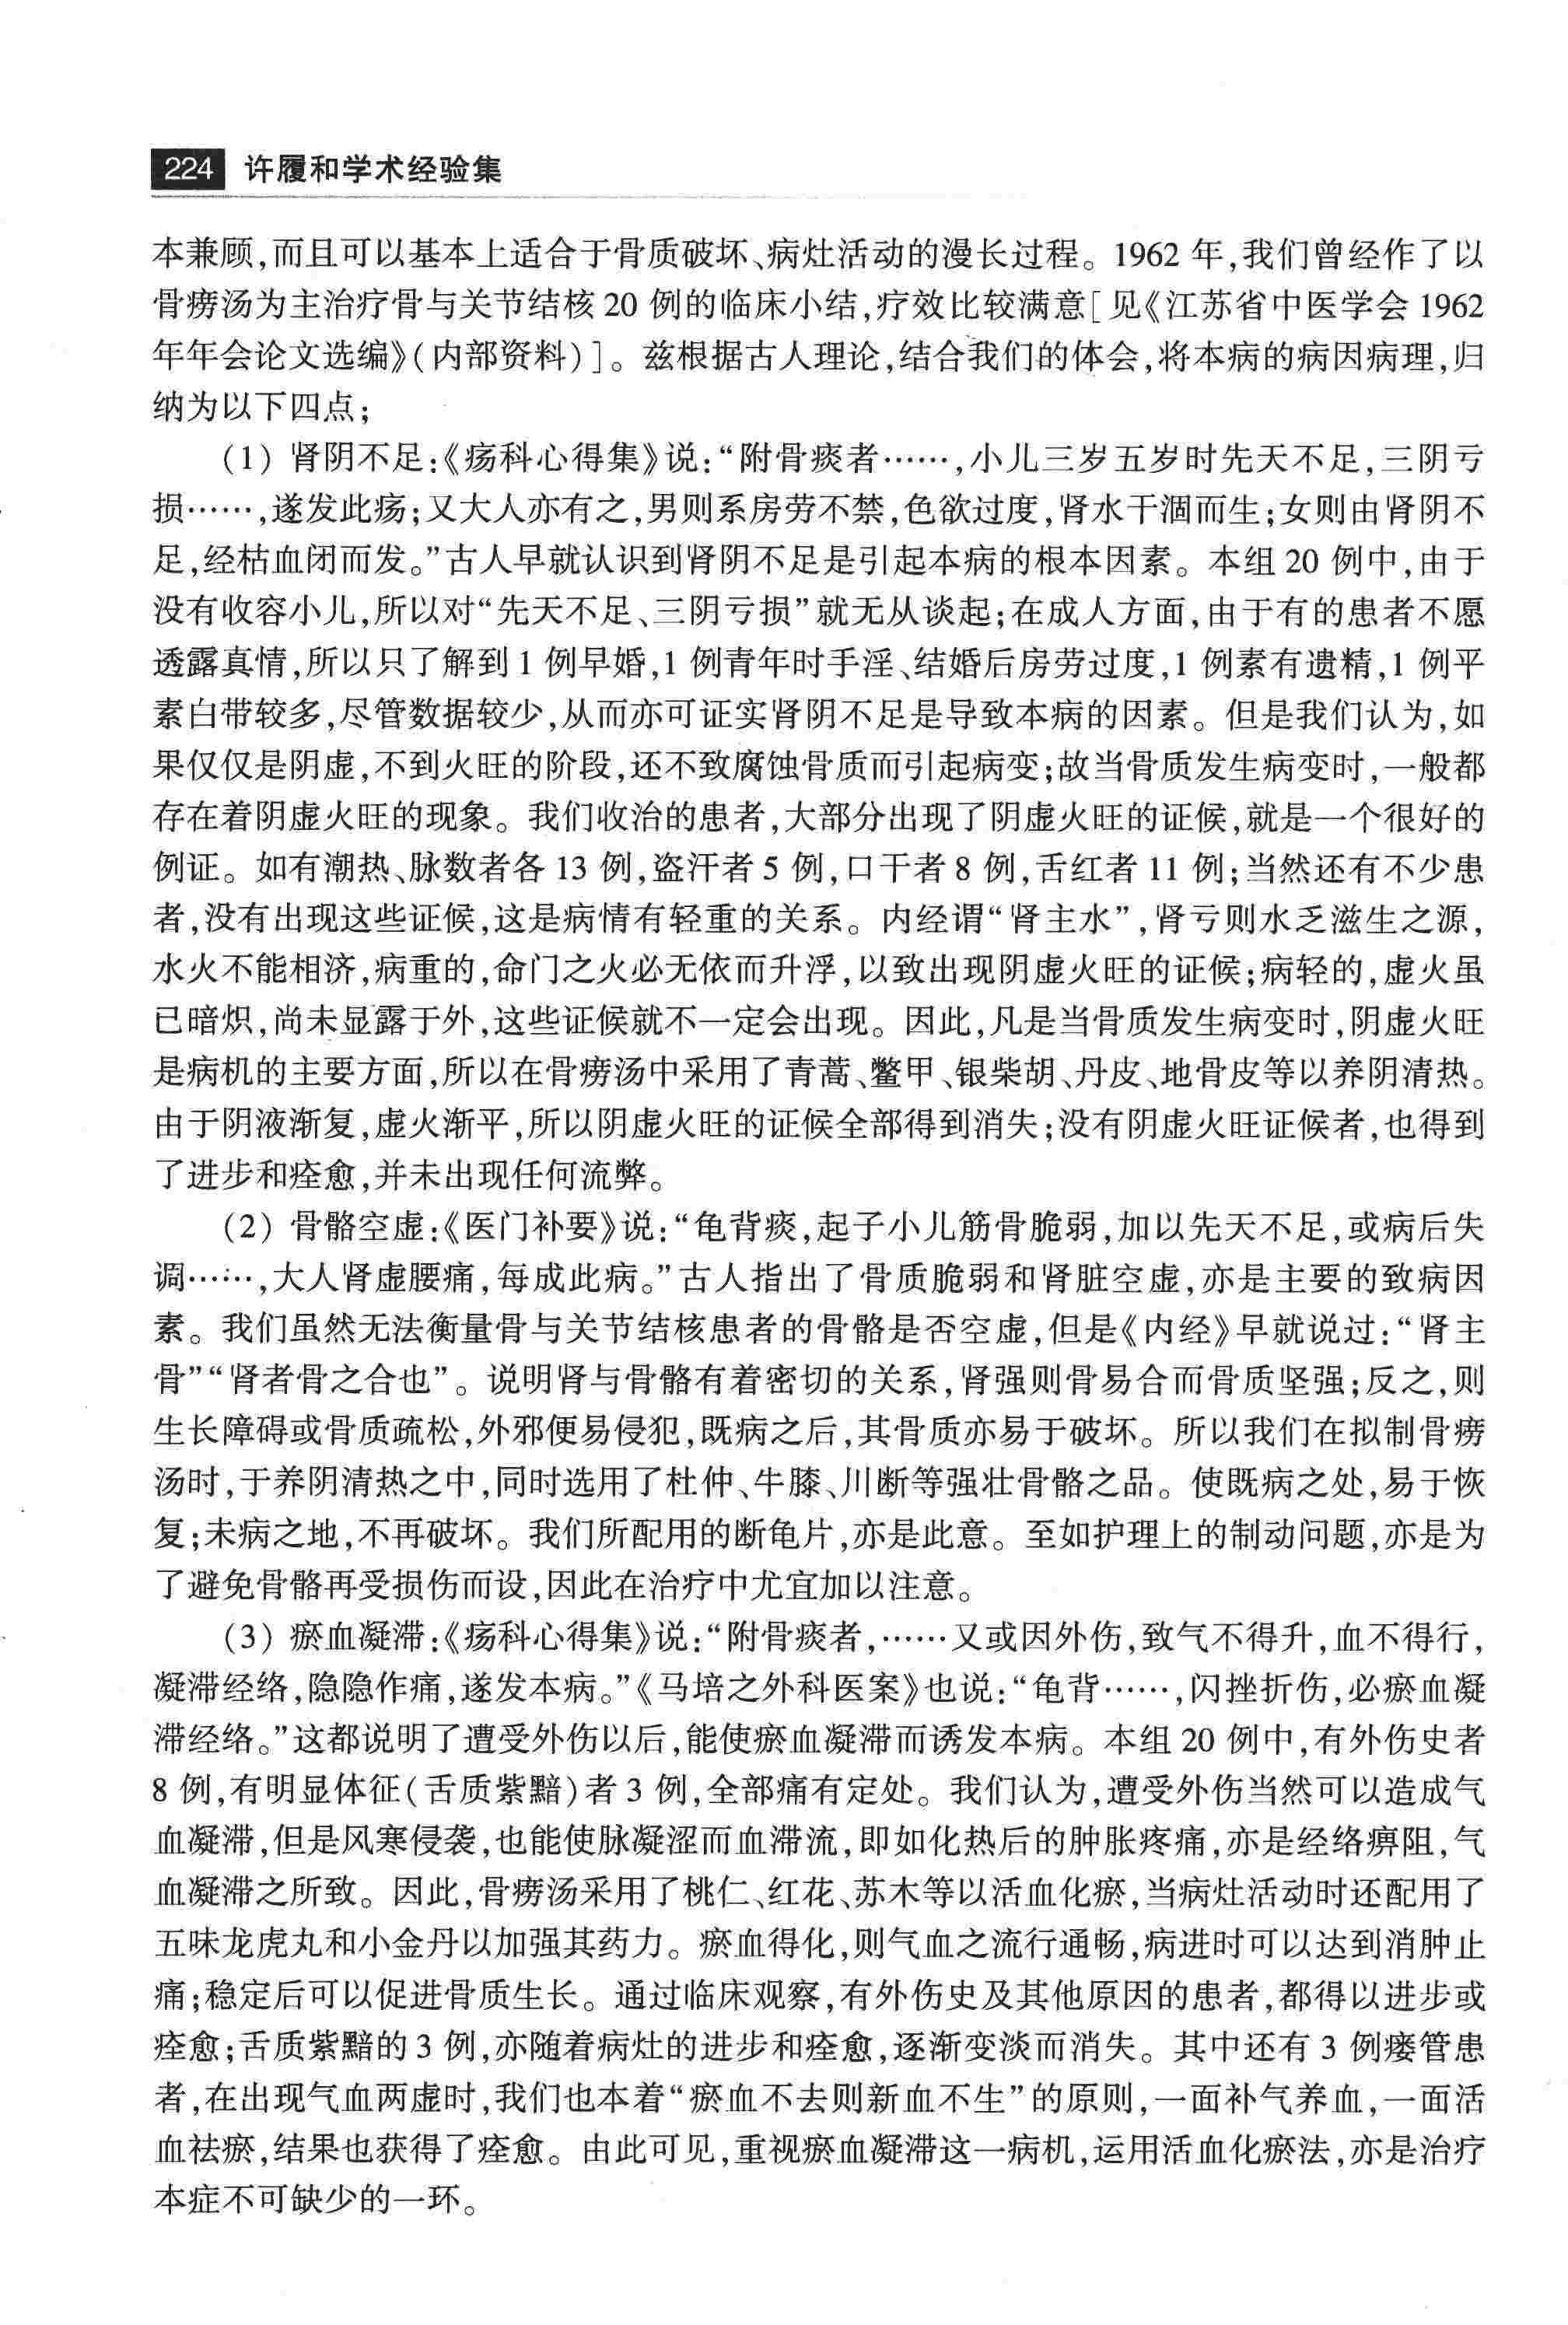 224 许履和学术经验集
本兼顾,而且可以基本上适合于骨质破坏、病灶活动的漫长过程。1962 年,我们曾经作了以
骨痨汤为主治疗骨与关节结核 20 例的临床小结,疗效比较满意[见《江苏省中医学会 1962
年年会论文选编》(内部资料)]。兹根据古人理论,结合我们的体会,将本病的病因病理,归
纳为以下四点;
(1) 肾阴不足:《疡科心得集》说:“附骨痰者……,小儿三岁五岁时先天不足,三阴亏
损……,遂发此疡;又大人亦有之,男则系房劳不禁,色欲过度,肾水干涸而生;女则由肾阴不
足,经枯血闭而发。”古人早就认识到肾阴不足是引起本病的根本因素。本组 20 例中,由于
没有收容小儿,所以对“先天不足、三阴亏损”就无从谈起;在成人方面,由于有的患者不愿
透露真情,所以只了解到 1 例早婚,1 例青年时手淫、结婚后房劳过度,1 例素有遗精,1 例平
素白带较多,尽管数据较少,从而亦可证实肾阴不足是导致本病的因素。但是我们认为,如
果仅仅是阴虚,不到火旺的阶段,还不致腐蚀骨质而引起病变;故当骨质发生病变时,一般都
存在着阴虚火旺的现象。我们收治的患者,大部分出现了阴虚火旺的证候,就是一个很好的
例证。如有潮热、脉数者各 13 例,盗汗者 5 例,口干者 8 例,舌红者 11 例;当然还有不少患
者,没有出现这些证候,这是病情有轻重的关系。内经谓“肾主水”,肾亏则水乏滋生之源,
水火不能相济,病重的,命门之火必无依而升浮,以致出现阴虚火旺的证候;病轻的,虚火虽
已暗炽,尚未显露于外,这些证候就不一定会出现。因此,凡是当骨质发生病变时,阴虚火旺
是病机的主要方面,所以在骨痨汤中采用了青蒿、鳖甲、银柴胡、丹皮、地骨皮等以养阴清热。
由于阴液渐复,虚火渐平,所以阴虚火旺的证候全部得到消失;没有阴虚火旺证候者,也得到
了进步和痊愈,并未出现任何流弊。
(2) 骨骼空虚:《医门补要》说:“龟背痰,起子小儿筋骨脆弱,加以先天不足,或病后失
调……,大人肾虚腰痛,每成此病。”古人指出了骨质脆弱和肾脏空虚,亦是主要的致病因
素。我们虽然无法衡量骨与关节结核患者的骨骼是否空虚,但是《内经》早就说过:“肾主
骨”“肾者骨之合也”。说明肾与骨骼有着密切的关系,肾强则骨易合而骨质坚强;反之,则
生长障碍或骨质疏松,外邪便易侵犯,既病之后,其骨质亦易于破坏。所以我们在拟制骨痨
汤时,于养阴清热之中,同时选用了杜仲、牛膝、川断等强壮骨骼之品。使既病之处,易于恢
复;未病之地,不再破坏。我们所配用的断龟片,亦是此意。至如护理上的制动问题,亦是为
了避免骨骼再受损伤而设,因此在治疗中尤宜加以注意。
(3) 瘀血凝滞:《疡科心得集》说:“附骨痰者,……又或因外伤,致气不得升,血不得行,
凝滞经络,隐隐作痛,遂发本病。”《马培之外科医案》也说:“龟背……,闪挫折伤,必瘀血凝
滞经络。”这都说明了遭受外伤以后,能使瘀血凝滞而诱发本病。本组 20 例中,有外伤史者
8 例,有明显体征(舌质紫黯)者 3 例,全部痛有定处。我们认为,遭受外伤当然可以造成气
血凝滞,但是风寒侵袭,也能使脉凝涩而血滞流,即如化热后的肿胀疼痛,亦是经络痹阻,气
血凝滞之所致。因此,骨痨汤采用了桃仁、红花、苏木等以活血化瘀,当病灶活动时还配用了
五味龙虎丸和小金丹以加强其药力。瘀血得化,则气血之流行通畅,病进时可以达到消肿止
痛;稳定后可以促进骨质生长。通过临床观察,有外伤史及其他原因的患者,都得以进步或
痊愈;舌质紫黯的 3 例,亦随着病灶的进步和痊愈,逐渐变淡而消失。其中还有 3 例瘘管患
者,在出现气血两虚时,我们也本着“瘀血不去则新血不生”的原则,一面补气养血,一面活
血祛瘀,结果也获得了痊愈。由此可见,重视瘀血凝滞这一病机,运用活血化瘀法,亦是治疗
本症不可缺少的一环。